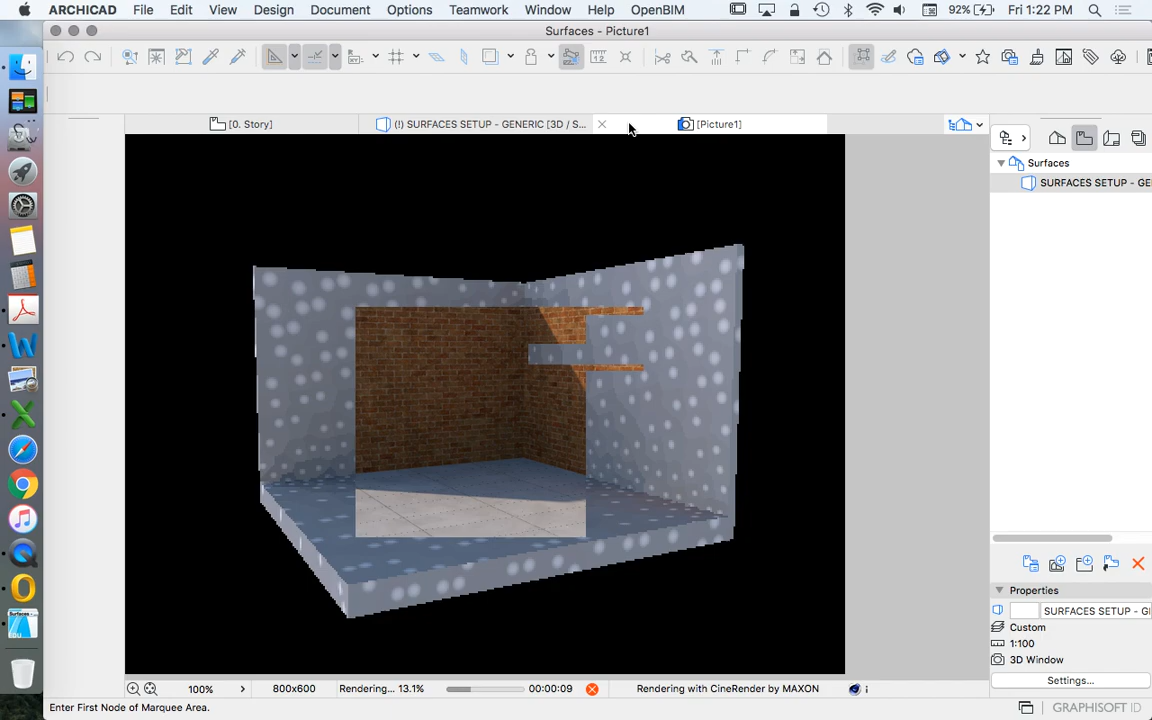 ARCHICAD File Edit View Design Document Options Teamwork Window Help OpenBIM 92% Fri 1:22 PM
Surfaces - Picture1
[0. Story] (!) SURFACES SETUP - GENERIC [3D / S... [Picture1]
Surfaces
SURFACES SETUP - GE
Properties
SURFACES SETUP - GI
Custom
1:100
3D Window
Settings...
100% 800x600 Rendering... 13.1% 00:00:09 Rendering with CineRender by MAXON i
Enter First Node of Marquee Area. GRAPHISOFT ID